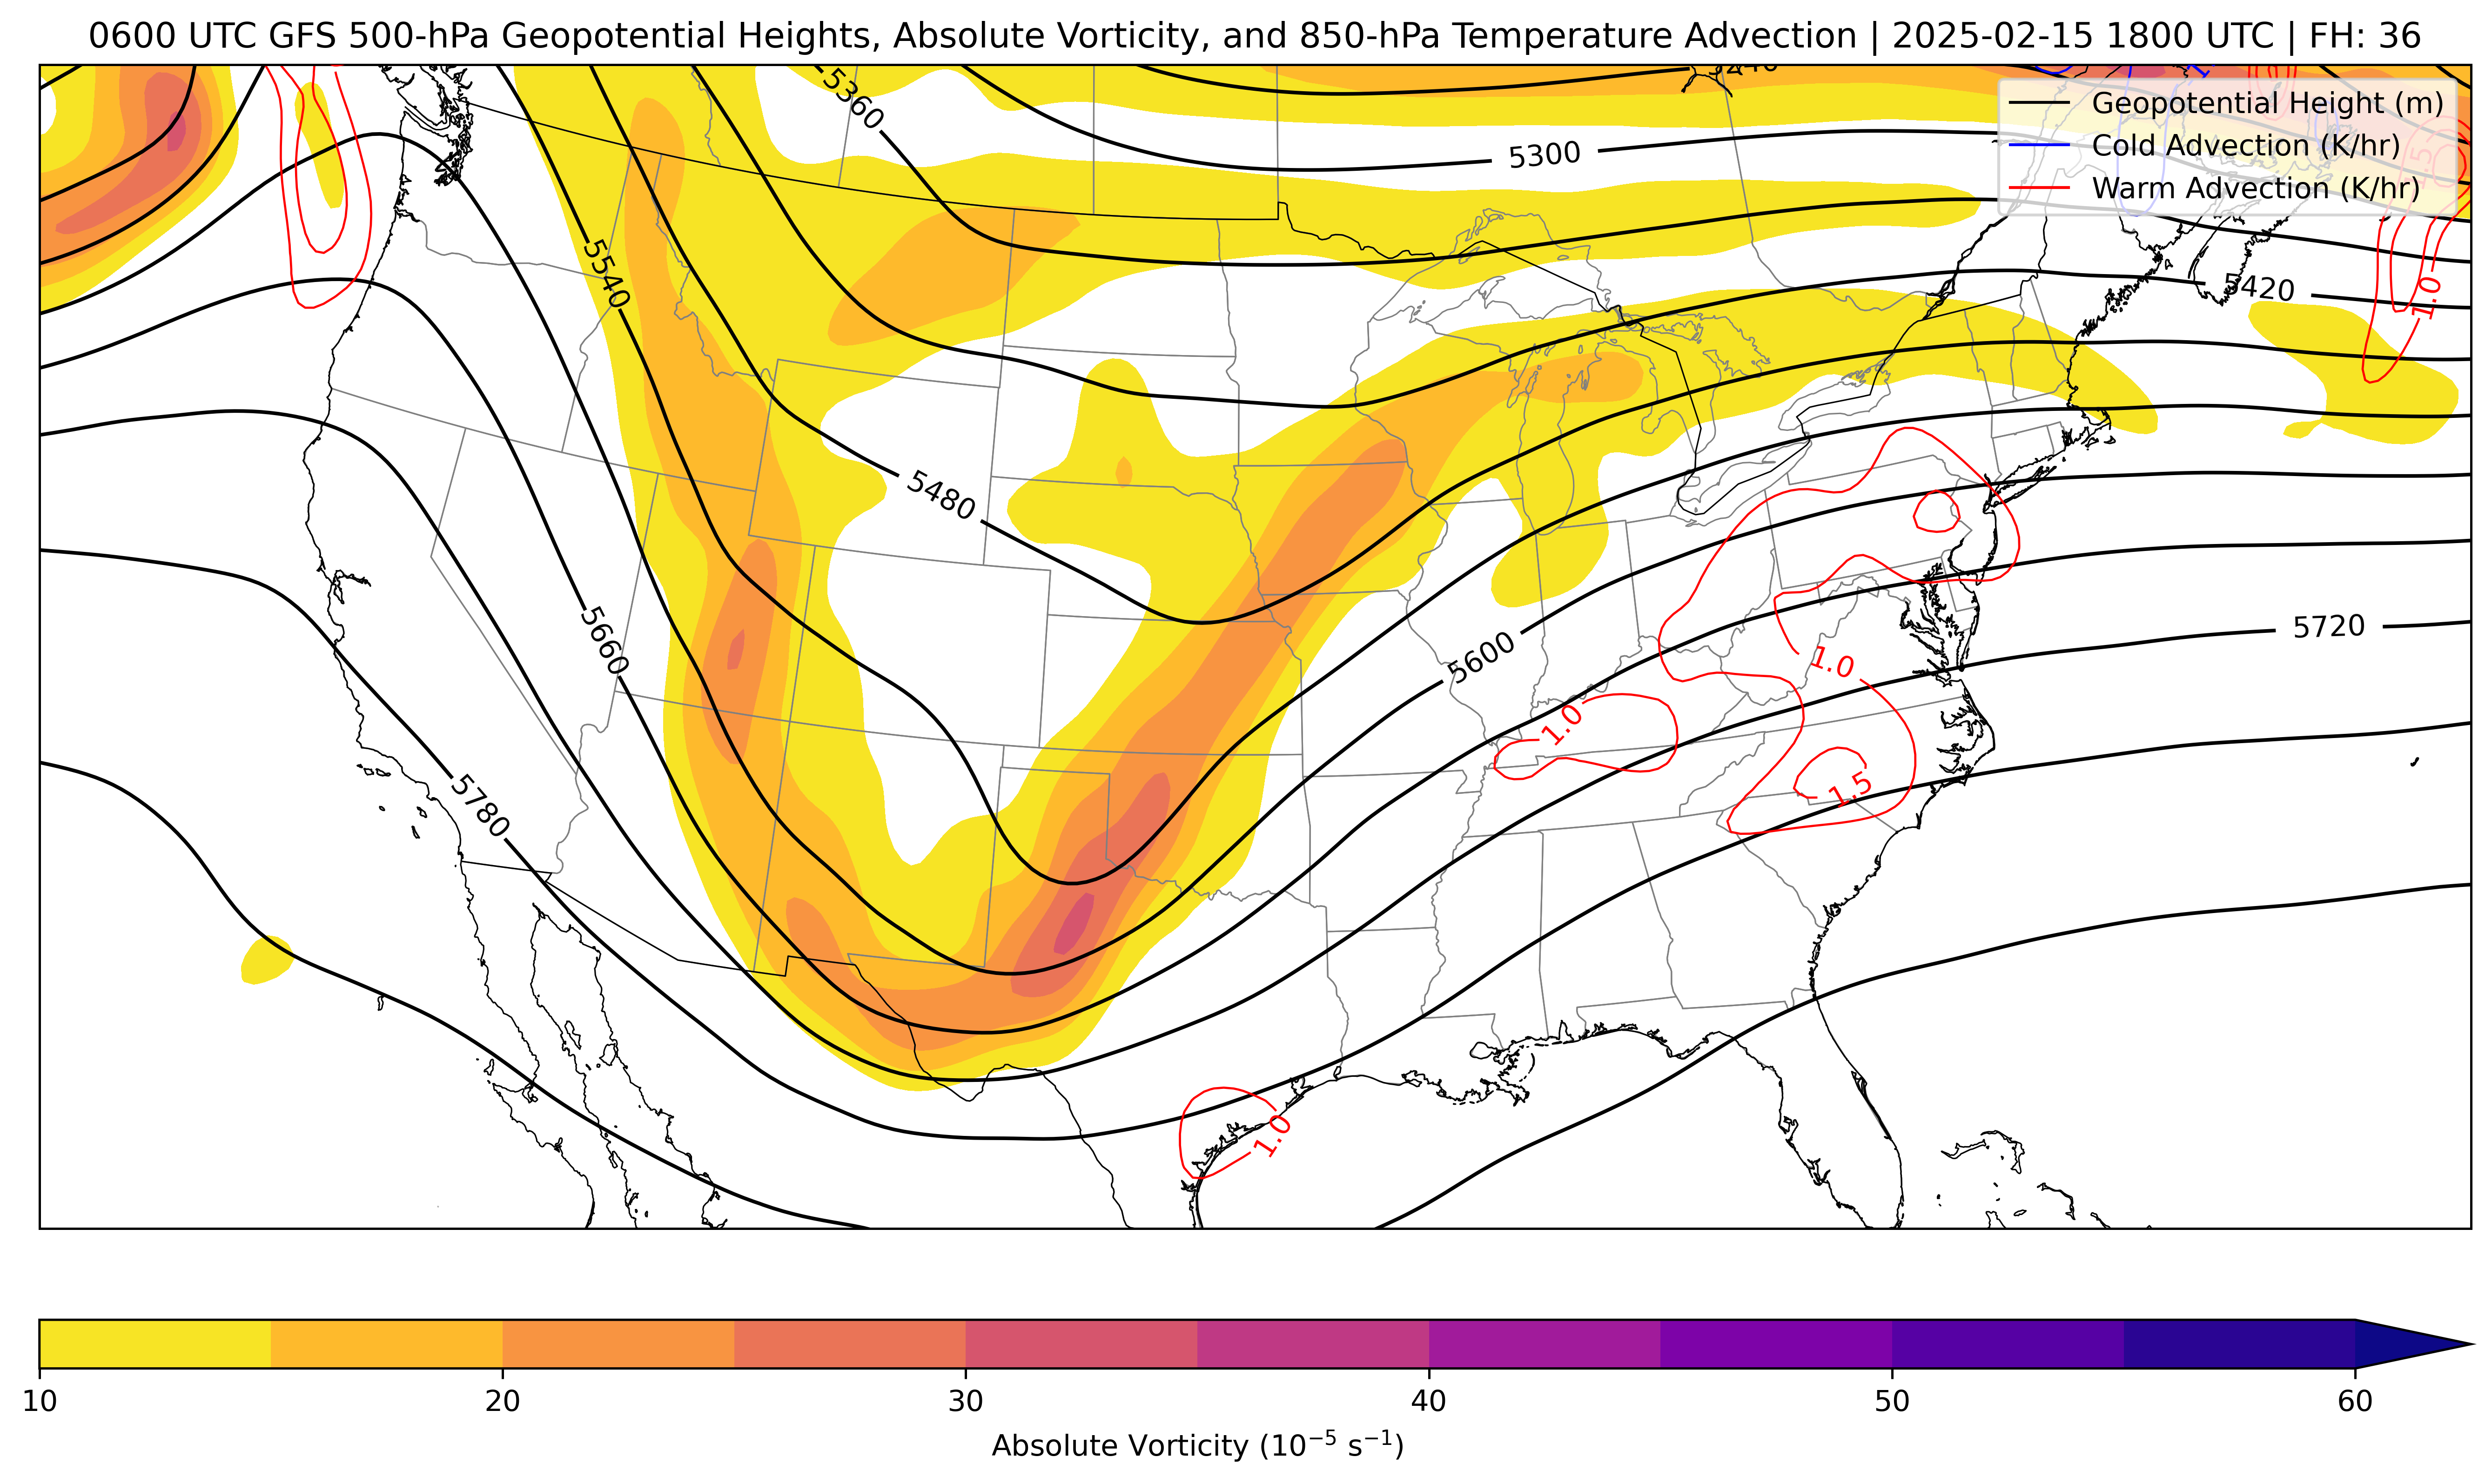 0600 UTC GFS 500-hPa Geopotential Heights, Absolute Vorticity, and 850-hPa Temperature Advection | 2025-02-15 1800 UTC | FH: 36
Geopotential Height (m)
Cold Advection (K/hr)
Warm Advection (K/hr)
5360
5300
5540
5420
1.0
5480
5600
5660
5720
1.0
1.0
1.5
5780
1.0
10 20 30 40 50 60
Absolute Vorticity (10⁻⁵ s⁻¹)